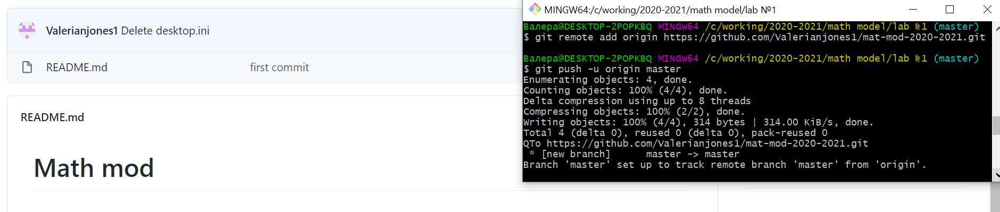 Valerianjones1 Delete desktop.ini
README.md first commit
README.md
Math mod
MINGW64:/c/working/2020-2021/math model/lab №1
Валера@DESKTOP-2POPKBQ MINGW64 /c/working/2020-2021/math model/lab №1 (master)
$ git remote add origin https://github.com/Valerianjones1/mat-mod-2020-2021.git
Валера@DESKTOP-2POPKBQ MINGW64 /c/working/2020-2021/math model/lab №1 (master)
$ git push -u origin master
Enumerating objects: 4, done.
Counting objects: 100% (4/4), done.
Delta compression using up to 8 threads
Compressing objects: 100% (2/2), done.
Writing objects: 100% (4/4), 314 bytes | 314.00 KiB/s, done.
Total 4 (delta 0), reused 0 (delta 0), pack-reused 0
QTo https://github.com/Valerianjones1/mat-mod-2020-2021.git
 * [new branch]      master -> master
Branch 'master' set up to track remote branch 'master' from 'origin'.